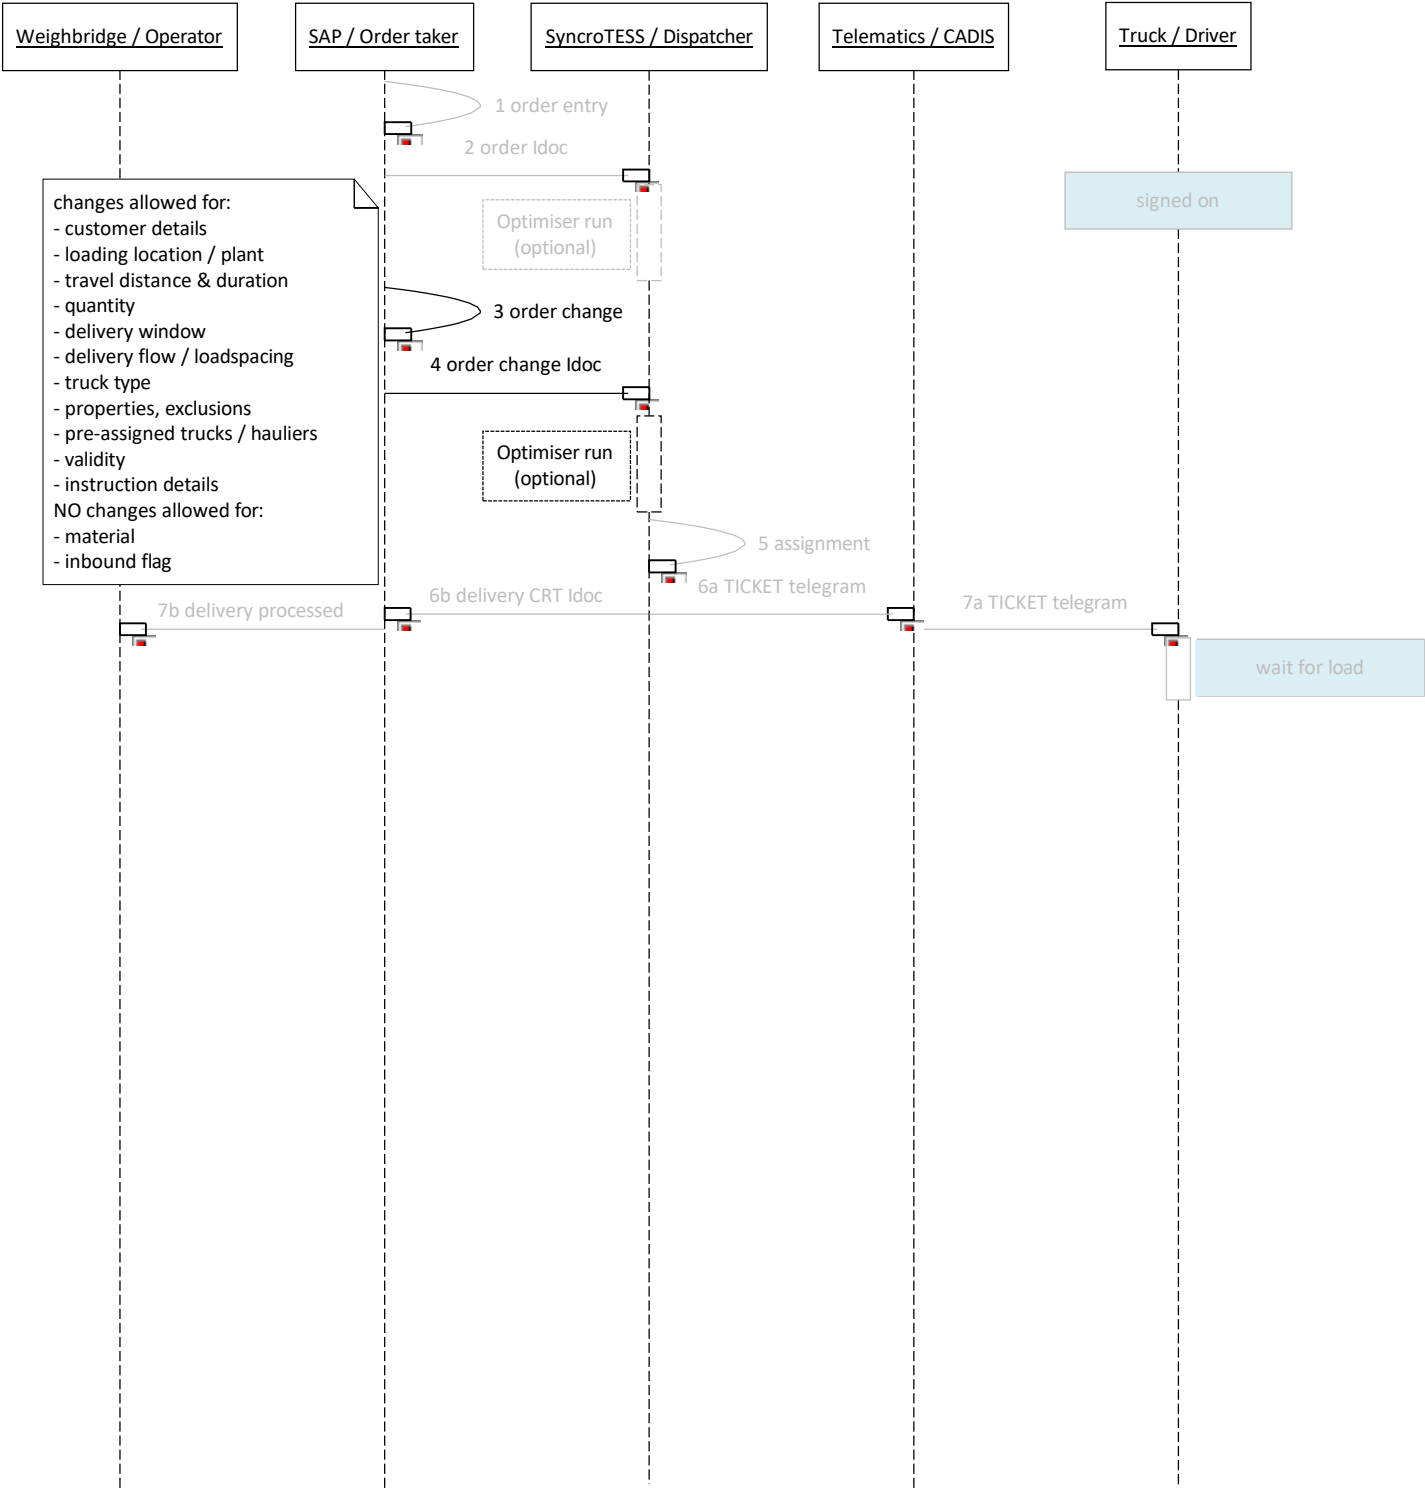 Weighbridge / Operator
SAP / Order taker
SyncroTESS / Dispatcher
Telematics / CADIS
Truck / Driver
1 order entry
2 order Idoc
signed on
Optimiser run
(optional)
changes allowed for:
- customer details
- loading location / plant
- travel distance & duration
- quantity
- delivery window
- delivery flow / loadspacing
- truck type
- properties, exclusions
- pre-assigned trucks / hauliers
- validity
- instruction details
NO changes allowed for:
- material
- inbound flag
3 order change
4 order change Idoc
Optimiser run
(optional)
5 assignment
6a TICKET telegram
6b delivery CRT Idoc
7a TICKET telegram
7b delivery processed
wait for load